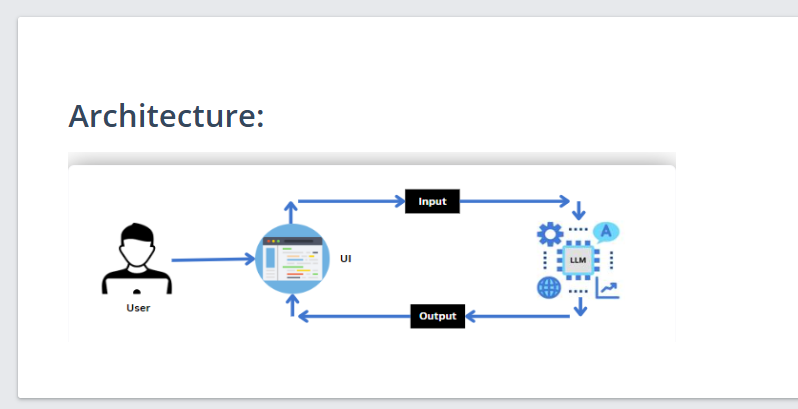 Architecture:
Input
A
UI
LLM
User
Output